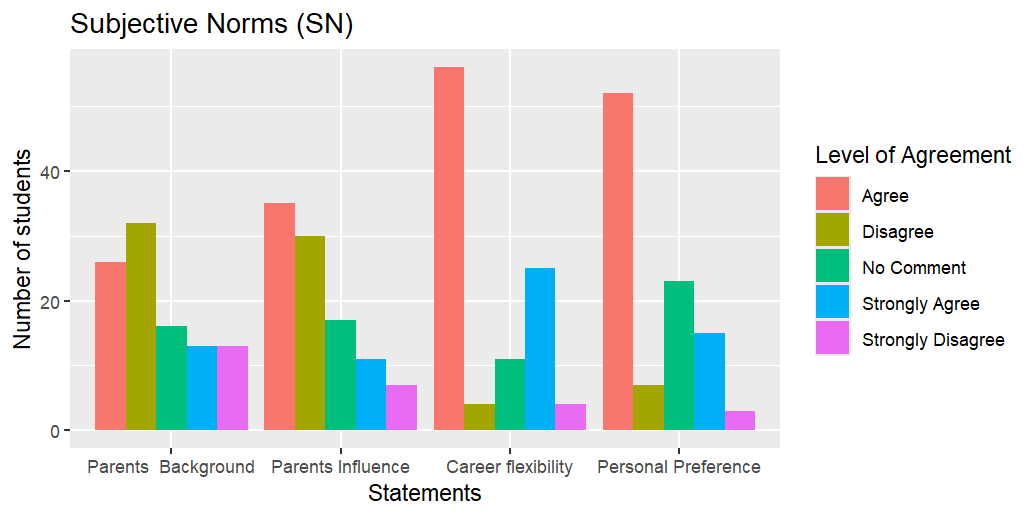 Subjective Norms (SN)
Number of students
40
20
0
Parents  Background
Parents Influence
Career flexibility
Personal Preference
Statements
Level of Agreement
Agree
Disagree
No Comment
Strongly Agree
Strongly Disagree